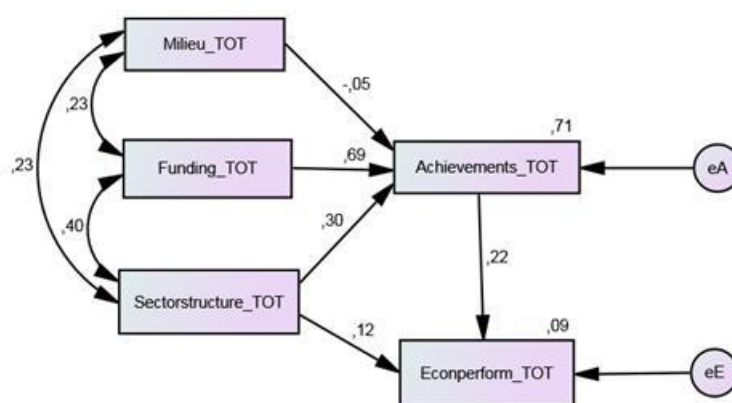 Milieu_TOT
-,05
,71
,23
,23
Funding_TOT
,69
Achievements_TOT
eA
,40
,30
,22
Sectorstructure_TOT
,12
,09
Econperform_TOT
eE